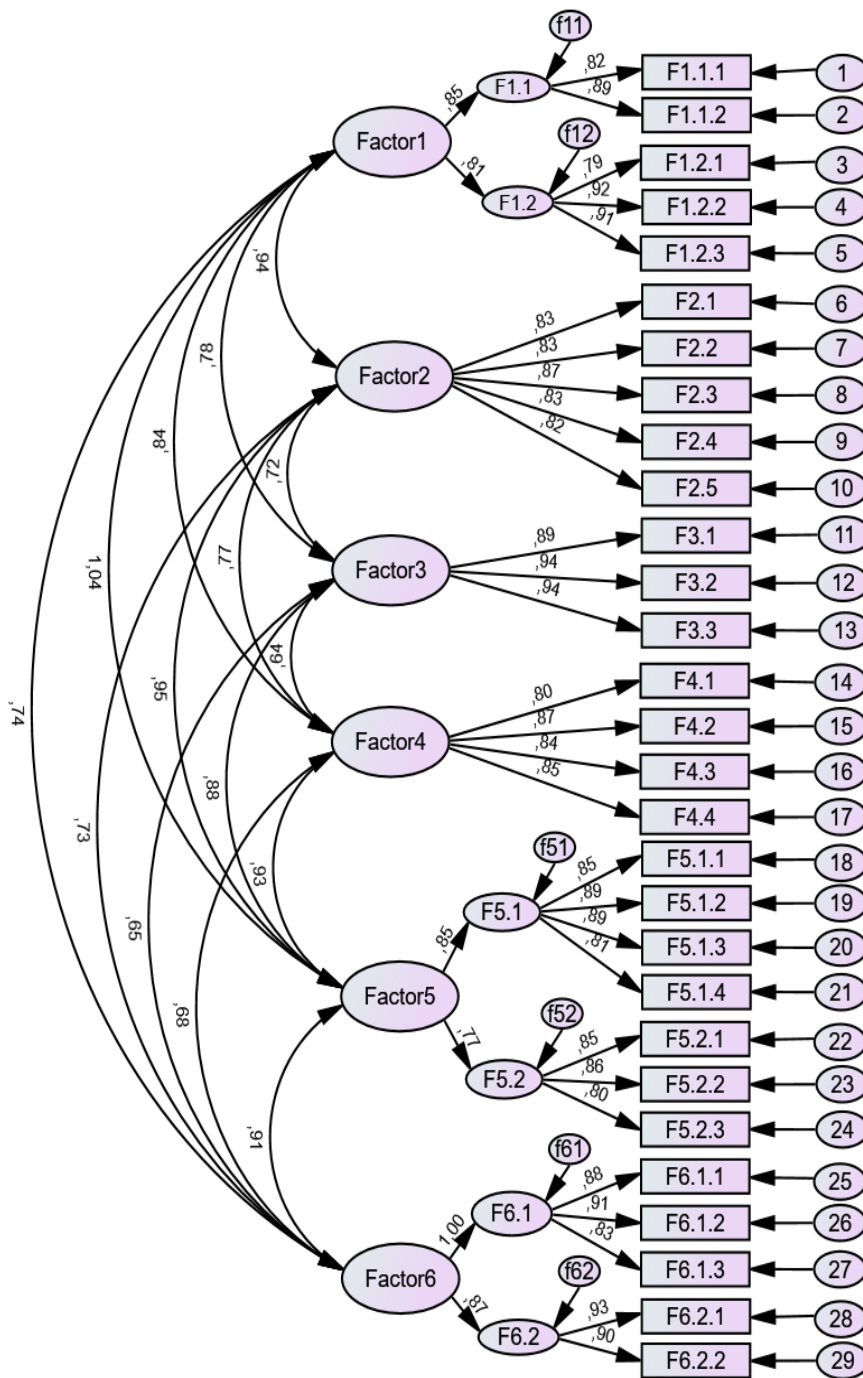 f11
,82
F1.1.1
1
,85
F1.1
,89
F1.1.2
2
Factor1
f12
,81
,79
F1.2.1
3
F1.2
,92
F1.2.2
4
,91
F1.2.3
5
,94
,83
F2.1
6
,83
F2.2
7
,78
Factor2
,87
F2.3
8
,83
F2.4
9
,84
,82
F2.5
10
,72
,89
F3.1
11
1,04
,77
Factor3
,94
F3.2
12
,94
F3.3
13
,64
,80
F4.1
14
,74
,95
Factor4
,87
F4.2
15
,84
F4.3
16
,88
,85
F4.4
17
,73
,93
f51
,85
F5.1.1
18
F5.1
,89
F5.1.2
19
,65
,85
,89
F5.1.3
20
,81
F5.1.4
21
Factor5
f52
,68
,77
,85
F5.2.1
22
F5.2
,86
F5.2.2
23
,80
F5.2.3
24
,91
f61
,88
F6.1.1
25
F6.1
,91
F6.1.2
26
1,00
,83
F6.1.3
27
Factor6
f62
,87
,93
F6.2.1
28
F6.2
,90
F6.2.2
29